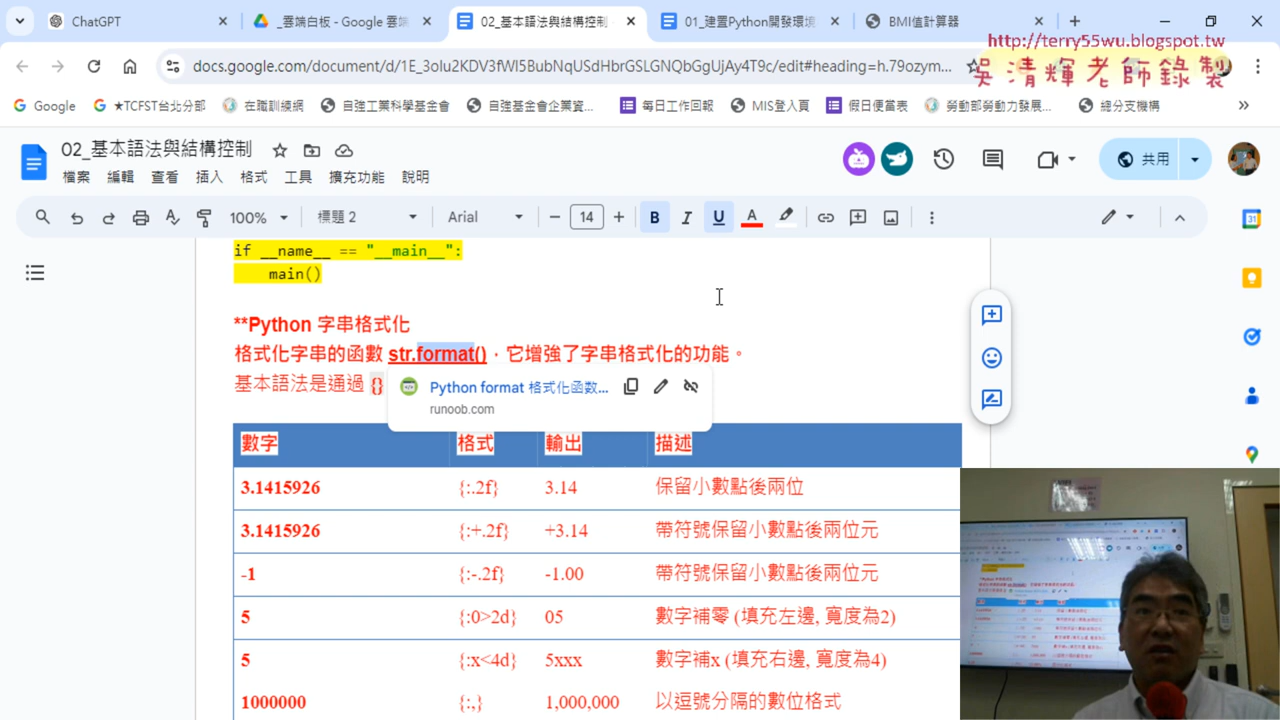 ChatGPT
_雲端白板 - Google 雲端
02_基本語法與結構控制
01_建置Python開發環境
BMI值計算器
http://terry55wu.blogspot.tw
吳清輝老師錄製
docs.google.com/document/d/1E_3olu2KDV3fWl5BubNqUSdHbrGSLGNQbGgUjAy4T9c/edit#heading=h.79ozym...
Google
★TCFST台北分部
在職訓練網
自強工業科學基金會
自強基金會企業資...
每日工作回報
MIS登入頁
假日便當表
勞動部勞動力發展...
總分支機構
02_基本語法與結構控制
共用
檔案 編輯 查看 插入 格式 工具 擴充功能 說明
100% 標題 2 Arial 14 B I U A
if __name__ == "__main__":
main()
**Python 字串格式化
格式化字串的函數 str.format()，它增強了字串格式化的功能。
基本語法是通過 {}
Python format 格式化函数...
runoob.com
數字 格式 輸出 描述
3.1415926 {:.2f} 3.14 保留小數點後兩位
3.1415926 {:+.2f} +3.14 帶符號保留小數點後兩位元
-1 {:-.2f} -1.00 帶符號保留小數點後兩位元
5 {:0>2d} 05 數字補零 (填充左邊, 寬度為2)
5 {:x<4d} 5xxx 數字補x (填充右邊, 寬度為4)
1000000 {:,} 1,000,000 以逗號分隔的數位格式